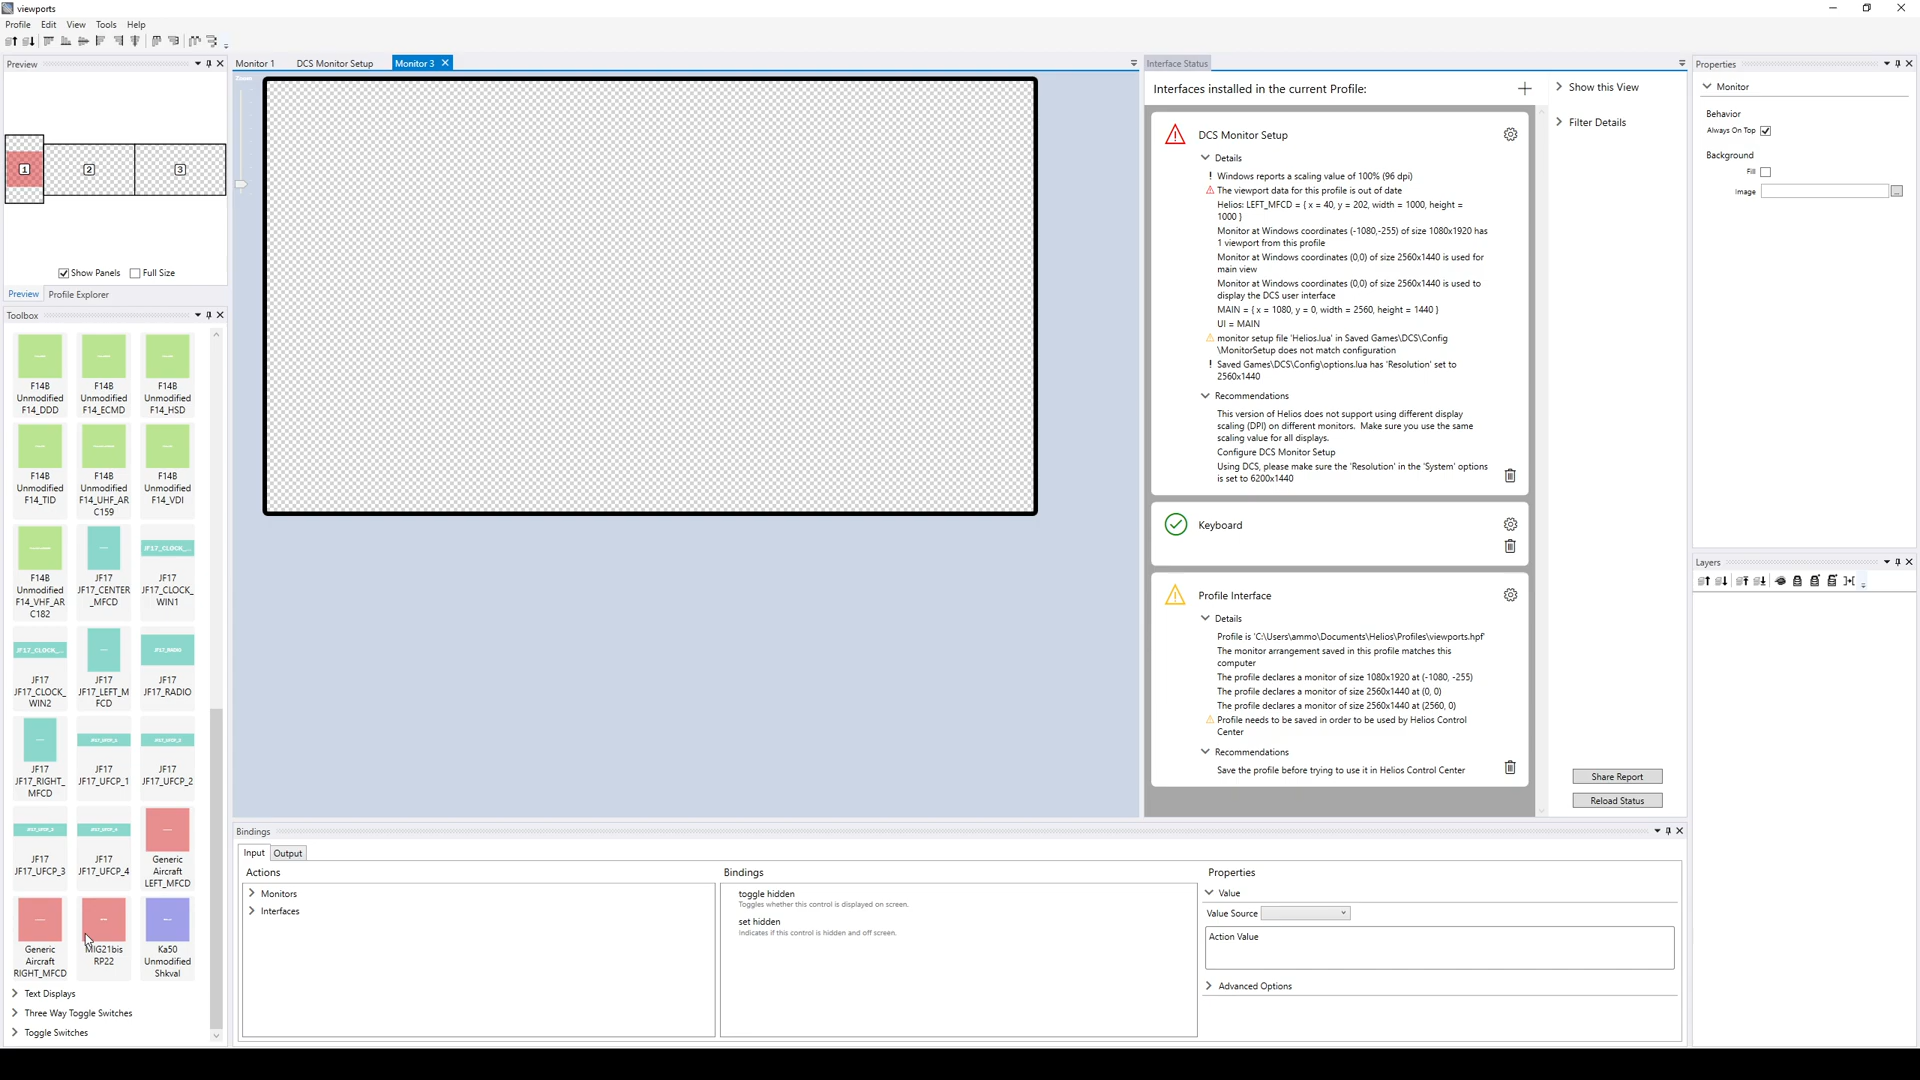 viewports
Profile Edit View Tools Help
Preview
1
2
3
Show Panels Full Size
Preview Profile Explorer
Toolbox
F14B Unmodified F14_DDD
F14B Unmodified F14_ECMD
F14B Unmodified F14_HSD
F14B Unmodified F14_TID
F14B Unmodified F14_UHF_AR C159
F14B Unmodified F14_VDI
F14B Unmodified F14_VHF_AR C182
JF17 JF17_CENTER _MFCD
JF17_CLOCK_...
JF17 JF17_CLOCK_ WIN1
JF17_CLOCK_...
JF17 JF17_CLOCK_ WIN2
JF17 JF17_LEFT_M FCD
JF17_RADIO
JF17 JF17_RADIO
JF17 JF17_RIGHT_ MFCD
JF17 JF17_UFCP_1
JF17 JF17_UFCP_2
JF17 JF17_UFCP_3
JF17 JF17_UFCP_4
Generic Aircraft LEFT_MFCD
Generic Aircraft RIGHT_MFCD
MIG21bis RP22
Ka50 Unmodified Shkval
Text Displays
Three Way Toggle Switches
Toggle Switches
Monitor 1 DCS Monitor Setup Monitor 3
Interface Status
Interfaces installed in the current Profile:
DCS Monitor Setup
Details
! Windows reports a scaling value of 100% (96 dpi)
The viewport data for this profile is out of date
Helios: LEFT_MFCD = { x = 40, y = 202, width = 1000, height =
1000 }
Monitor at Windows coordinates (-1080,-255) of size 1080x1920 has
1 viewport from this profile
Monitor at Windows coordinates (0,0) of size 2560x1440 is used for
main view
Monitor at Windows coordinates (0,0) of size 2560x1440 is used to
display the DCS user interface
MAIN = { x = 1080, y = 0, width = 2560, height = 1440 }
UI = MAIN
monitor setup file 'Helios.lua' in Saved Games\DCS\Config
\MonitorSetup does not match configuration
! Saved Games\DCS\Config\options.lua has 'Resolution' set to
2560x1440
Recommendations
This version of Helios does not support using different display
scaling (DPI) on different monitors. Make sure you use the same
scaling value for all displays.
Configure DCS Monitor Setup
Using DCS, please make sure the 'Resolution' in the 'System' options
is set to 6200x1440
Keyboard
Profile Interface
Details
Profile is 'C:\Users\ammo\Documents\Helios\Profiles\viewports.hpf'
The monitor arrangement saved in this profile matches this
computer
The profile declares a monitor of size 1080x1920 at (-1080, -255)
The profile declares a monitor of size 2560x1440 at (0, 0)
The profile declares a monitor of size 2560x1440 at (2560, 0)
Profile needs to be saved in order to be used by Helios Control
Center
Recommendations
Save the profile before trying to use it in Helios Control Center
Show this View
Filter Details
Share Report
Reload Status
Properties
Monitor
Behavior
Always On Top
Background
Fill
Image
...
Layers
Bindings
Input Output
Actions
Monitors
Interfaces
Bindings
toggle hidden
Toggles whether this control is displayed on screen.
set hidden
Indicates if this control is hidden and off screen.
Properties
Value
Value Source
Action Value
Advanced Options